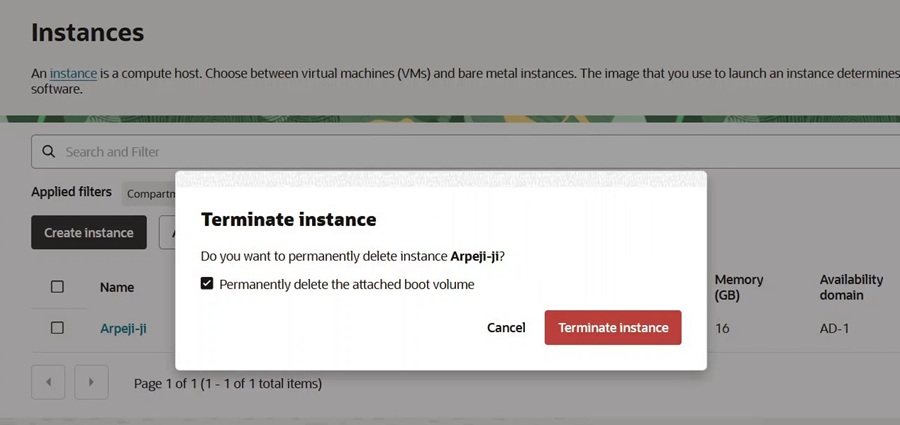 Instances
An instance is a compute host. Choose between virtual machines (VMs) and bare metal instances. The image that you use to launch an instance determines
software.
Search and Filter
Applied filters
Create instance
Terminate instance
Do you want to permanently delete instance Arpeji-ji?
Permanently delete the attached boot volume
Cancel Terminate instance
Name Memory (GB) Availability domain
Arpeji-ji 16 AD-1
Page 1 of 1 (1 - 1 of 1 total items)